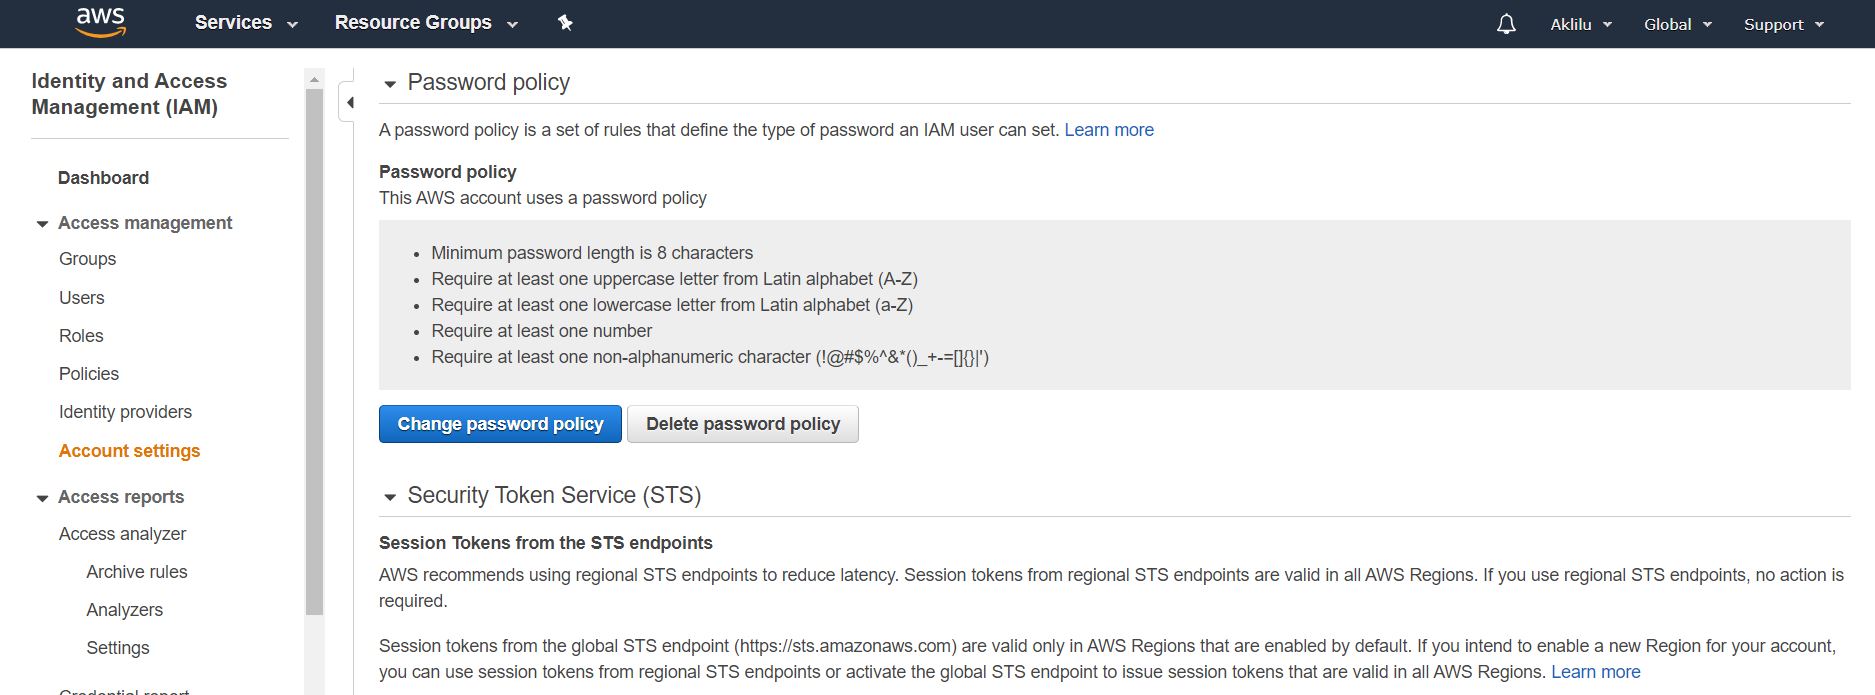 aws
Services
Resource Groups
Aklilu
Global
Support
Identity and Access
Management (IAM)
Dashboard
Access management
Groups
Users
Roles
Policies
Identity providers
Account settings
Access reports
Access analyzer
Archive rules
Analyzers
Settings
Credential report
Password policy
A password policy is a set of rules that define the type of password an IAM user can set. Learn more
Password policy
This AWS account uses a password policy
• Minimum password length is 8 characters
• Require at least one uppercase letter from Latin alphabet (A-Z)
• Require at least one lowercase letter from Latin alphabet (a-Z)
• Require at least one number
• Require at least one non-alphanumeric character (!@#$%^&*()_+-=[]{}|')
Change password policy
Delete password policy
Security Token Service (STS)
Session Tokens from the STS endpoints
AWS recommends using regional STS endpoints to reduce latency. Session tokens from regional STS endpoints are valid in all AWS Regions. If you use regional STS endpoints, no action is
required.
Session tokens from the global STS endpoint (https://sts.amazonaws.com) are valid only in AWS Regions that are enabled by default. If you intend to enable a new Region for your account,
you can use session tokens from regional STS endpoints or activate the global STS endpoint to issue session tokens that are valid in all AWS Regions. Learn more